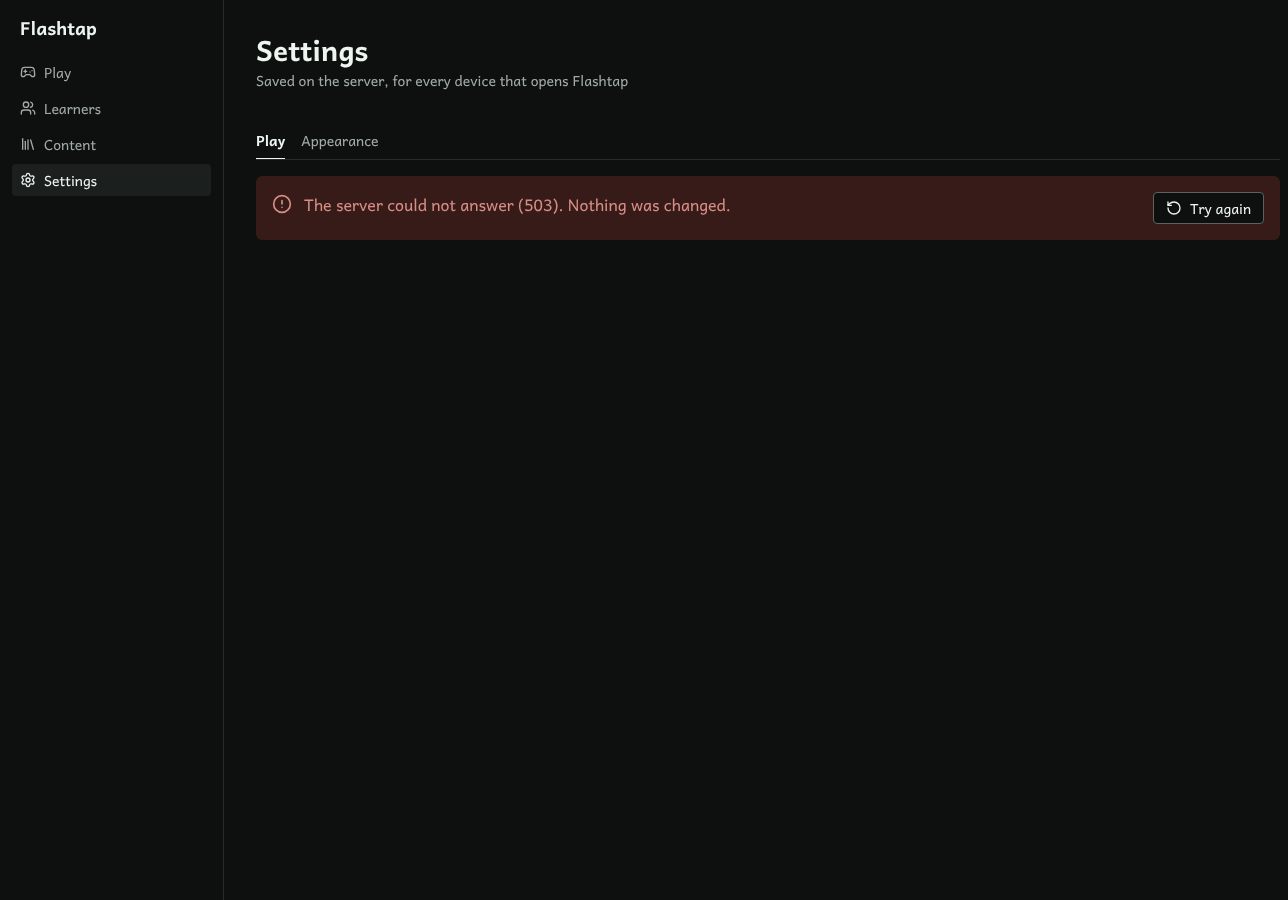 Flashtap
Play
Learners
Content
Settings
Settings
Saved on the server, for every device that opens Flashtap
Play
Appearance
The server could not answer (503). Nothing was changed.
Try again